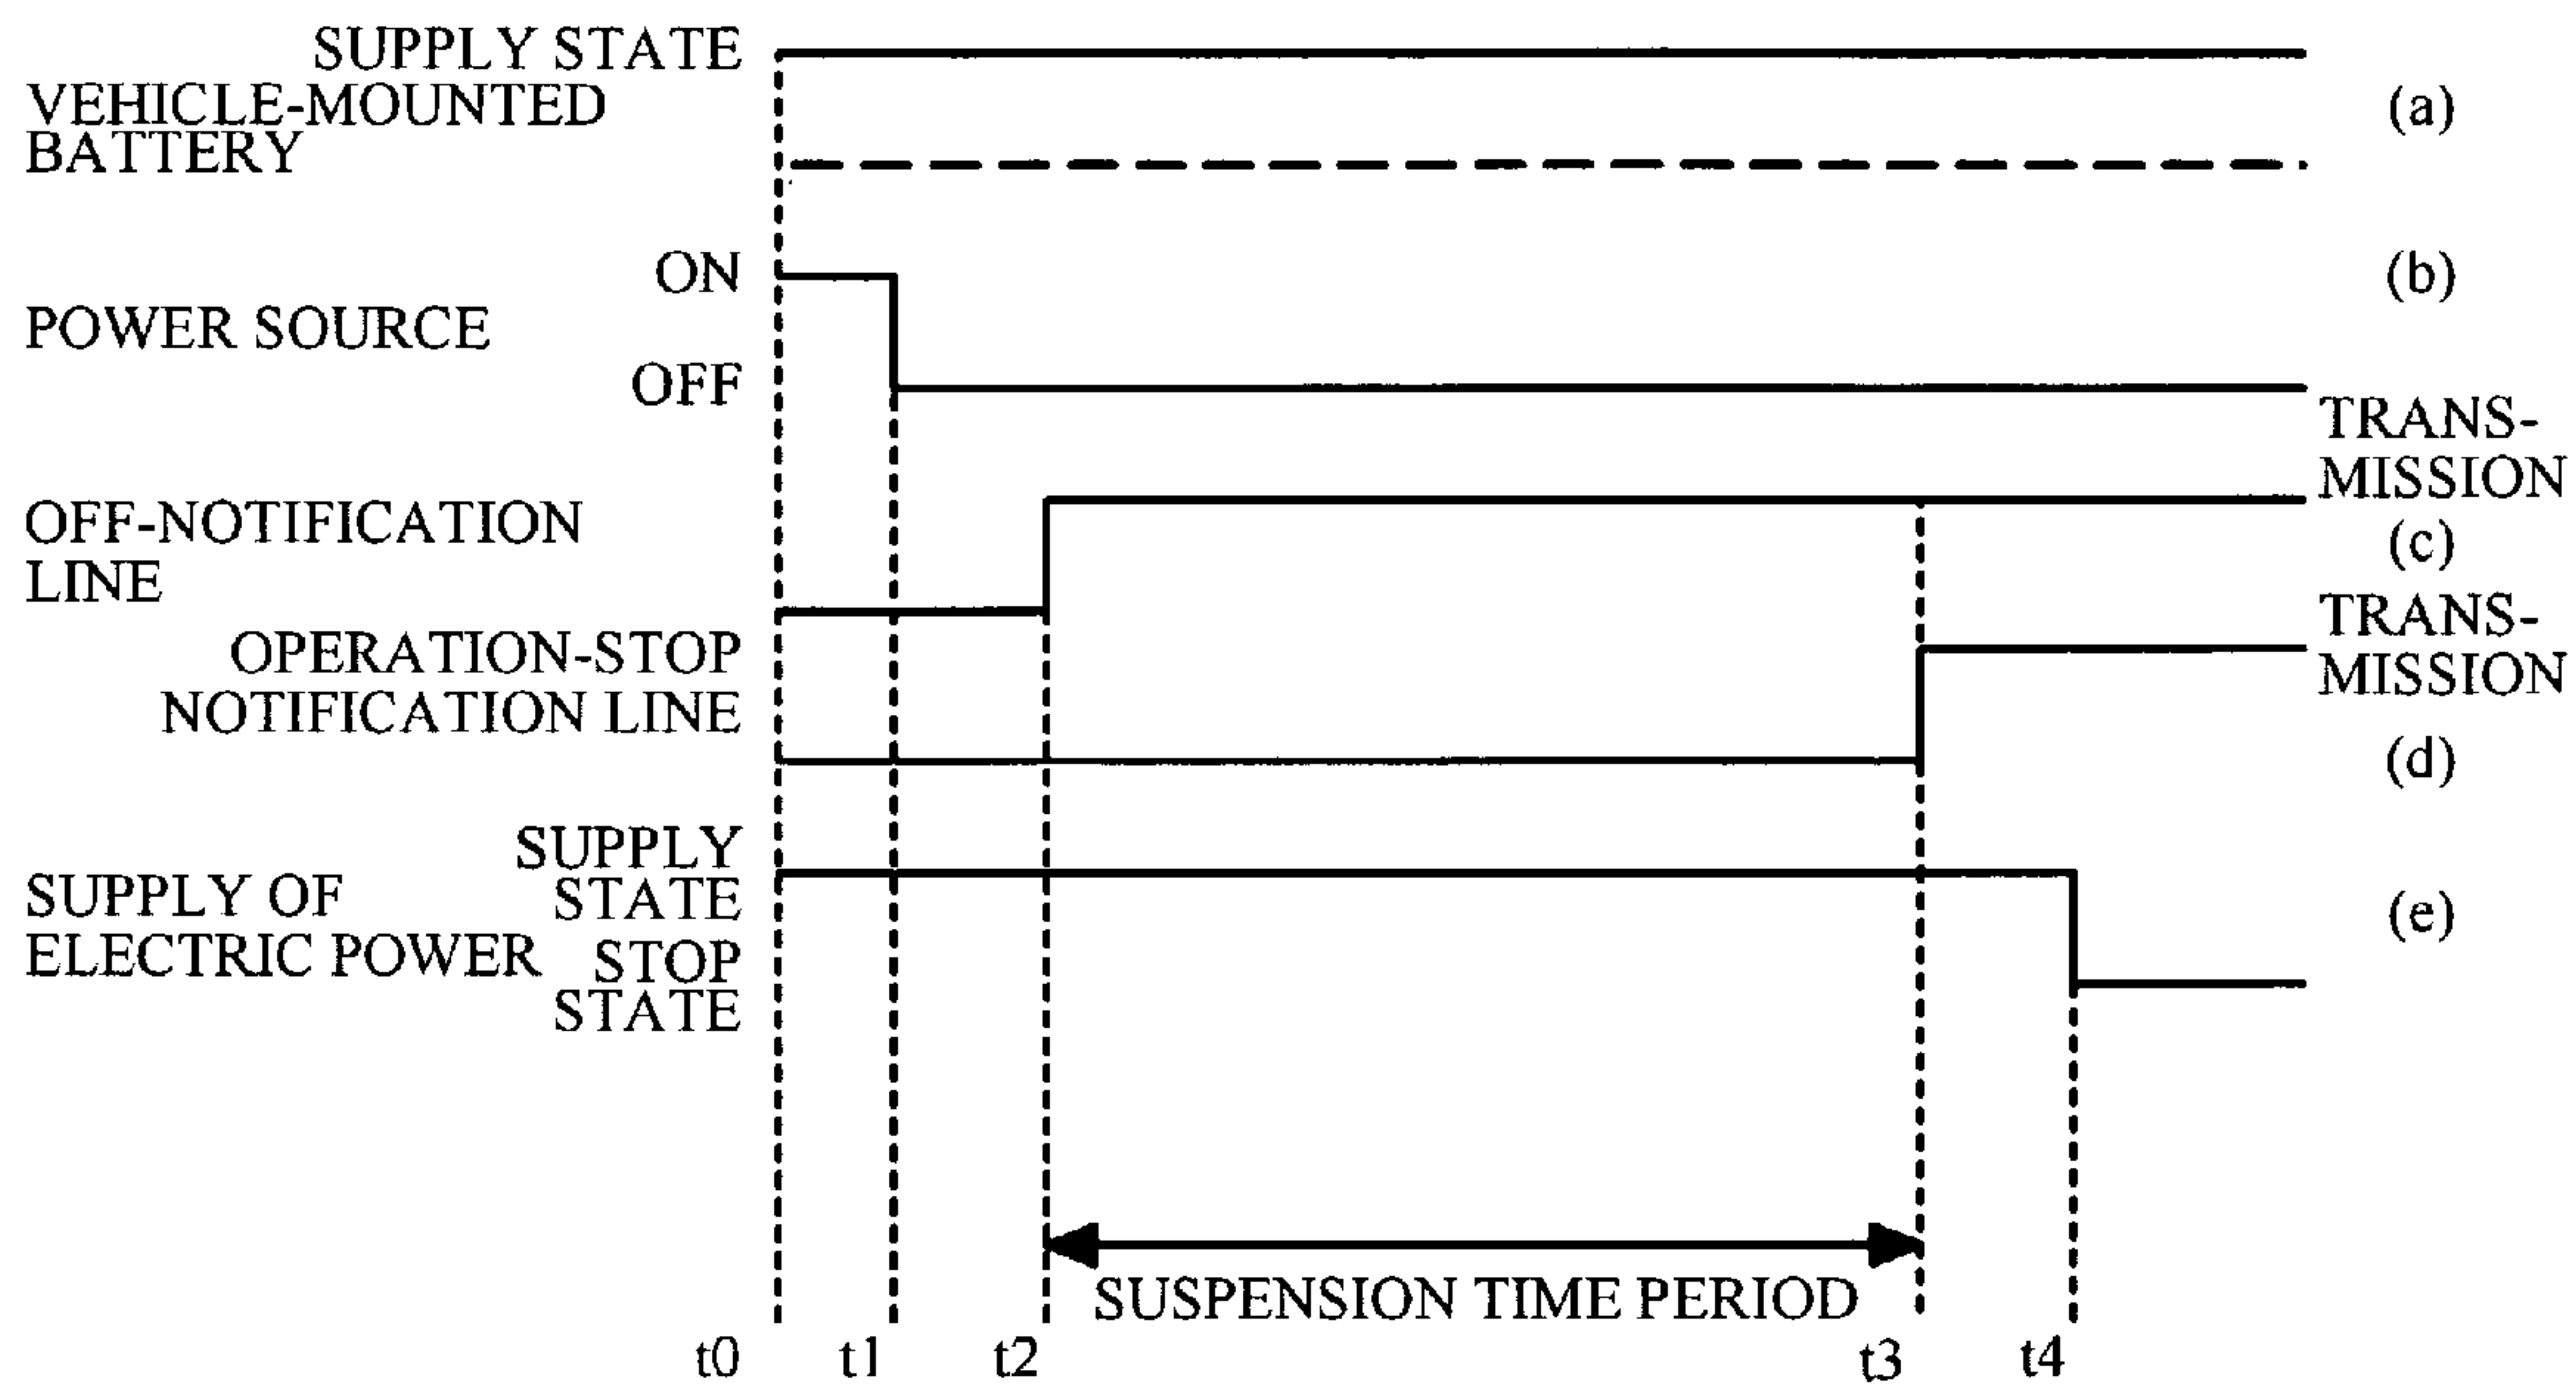 SUPPLY STATE
VEHICLE-MOUNTED
BATTERY
(a)
ON
(b)
POWER SOURCE
OFF
TRANS-
MISSION
OFF-NOTIFICATION
LINE
(c)
TRANS-
MISSION
OPERATION-STOP
NOTIFICATION LINE
(d)
SUPPLY
STATE
SUPPLY OF
ELECTRIC POWER
(e)
STOP
STATE
SUSPENSION TIME PERIOD
t0 t1 t2 t3 t4